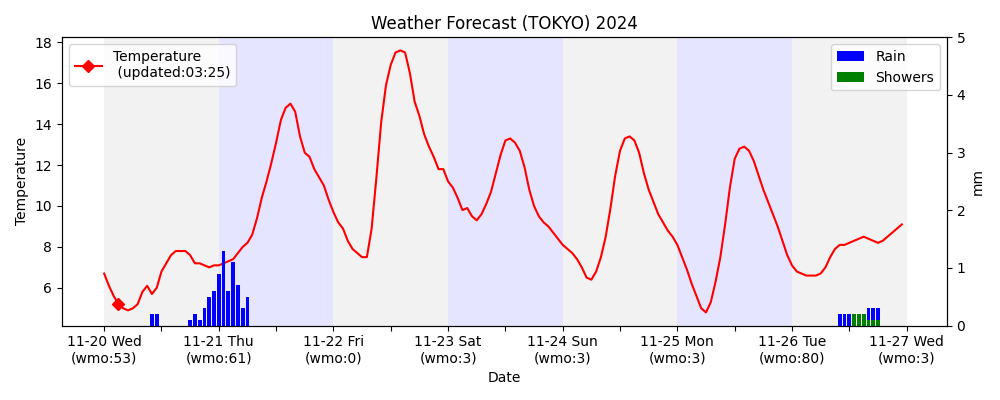 Weather Forecast (TOKYO) 2024
Temperature
(updated:03:25)
Rain
Showers
18
16
14
12
10
8
6
Temperature
5
4
3
2
1
0
mm
11-20 Wed
(wmo:53)
11-21 Thu
(wmo:61)
11-22 Fri
(wmo:0)
11-23 Sat
(wmo:3)
11-24 Sun
(wmo:3)
11-25 Mon
(wmo:3)
11-26 Tue
(wmo:80)
11-27 Wed
(wmo:3)
Date